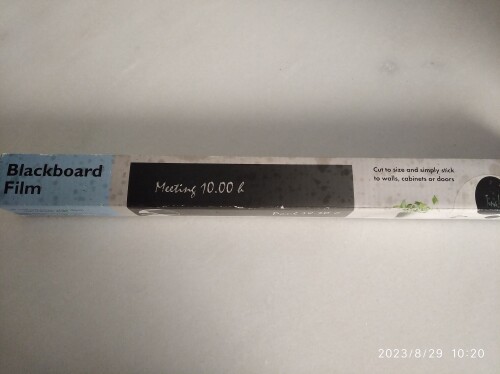 Blackboard
Film
Meeting 10.00 h
Cut to size and simply stick
to walls, cabinets or doors
2023/8/29 10:20